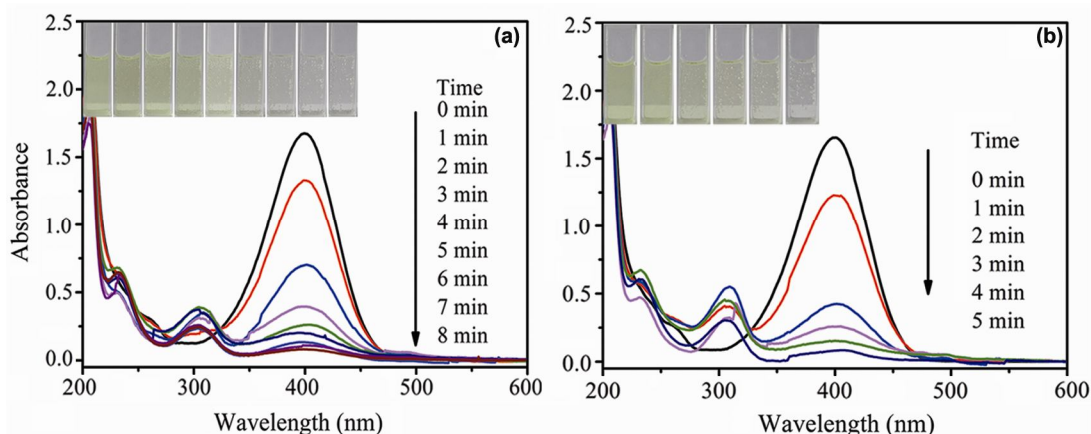 (a)
2.5
2.0
1.5
1.0
0.5
0.0
Absorbance
200 300 400 500 600
Wavelength (nm)
Time
0 min
1 min
2 min
3 min
4 min
5 min
6 min
7 min
8 min
(b)
2.5
2.0
1.5
1.0
0.5
0.0
200 300 400 500 600
Wavelength (nm)
Time
0 min
1 min
2 min
3 min
4 min
5 min